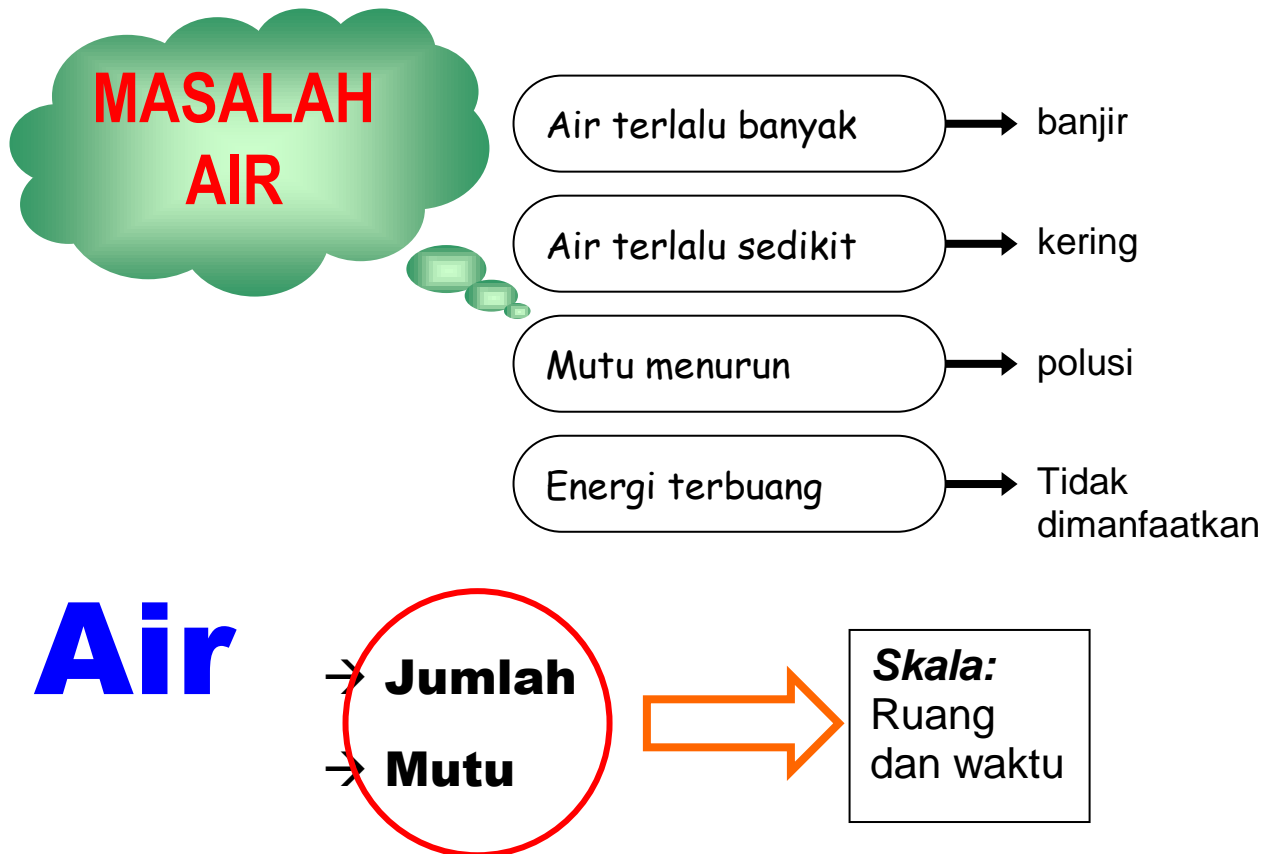 MASALAH
AIR
Air terlalu banyak → banjir
Air terlalu sedikit → kering
Mutu menurun → polusi
Energi terbuang → Tidak
dimanfaatkan
Air
→ Jumlah
→ Mutu
Skala:
Ruang
dan waktu